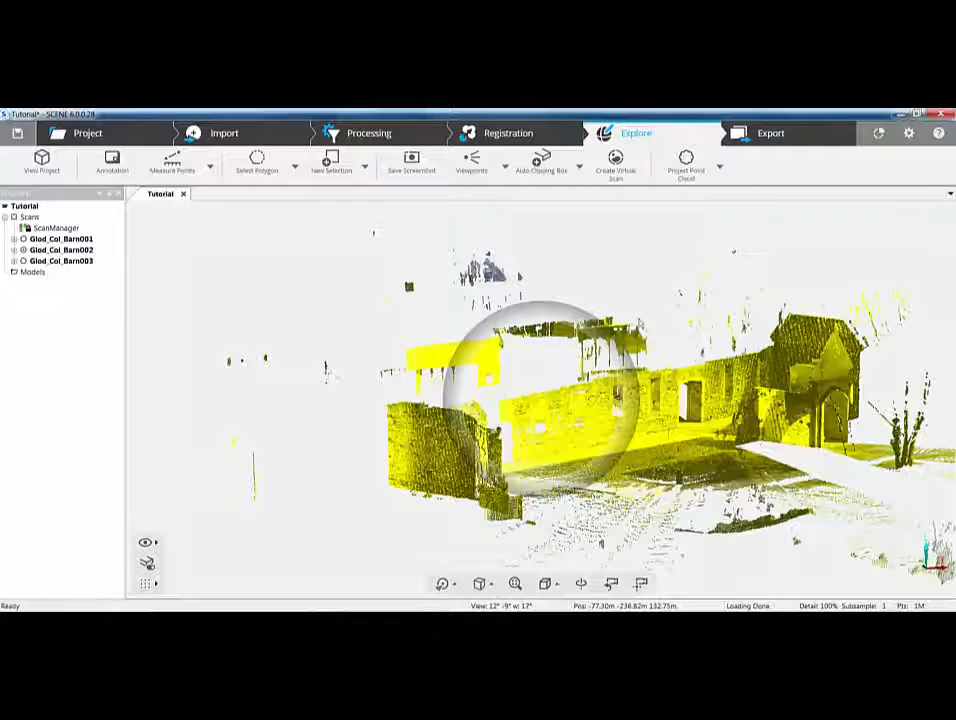 Tutorial* - SCENE 6.0.0.28
Project
Import
Processing
Registration
Explore
Export
View Project
Annotation
Measure Points
Select Polygon
New Selection
Save Screenshot
Viewpoints
Auto Clipping Box
Create Virtual
Scan
Project Point
Cloud
Tutorial
Tutorial
Scans
ScanManager
Glod_Col_Barn001
Glod_Col_Barn002
Glod_Col_Barn003
Models
Ready
View: 12° -9° w: 17°
Pos: -77.30m -236.82m 132.75m
Loading Done
Detail: 100% Subsample: 1 Pts: 1M